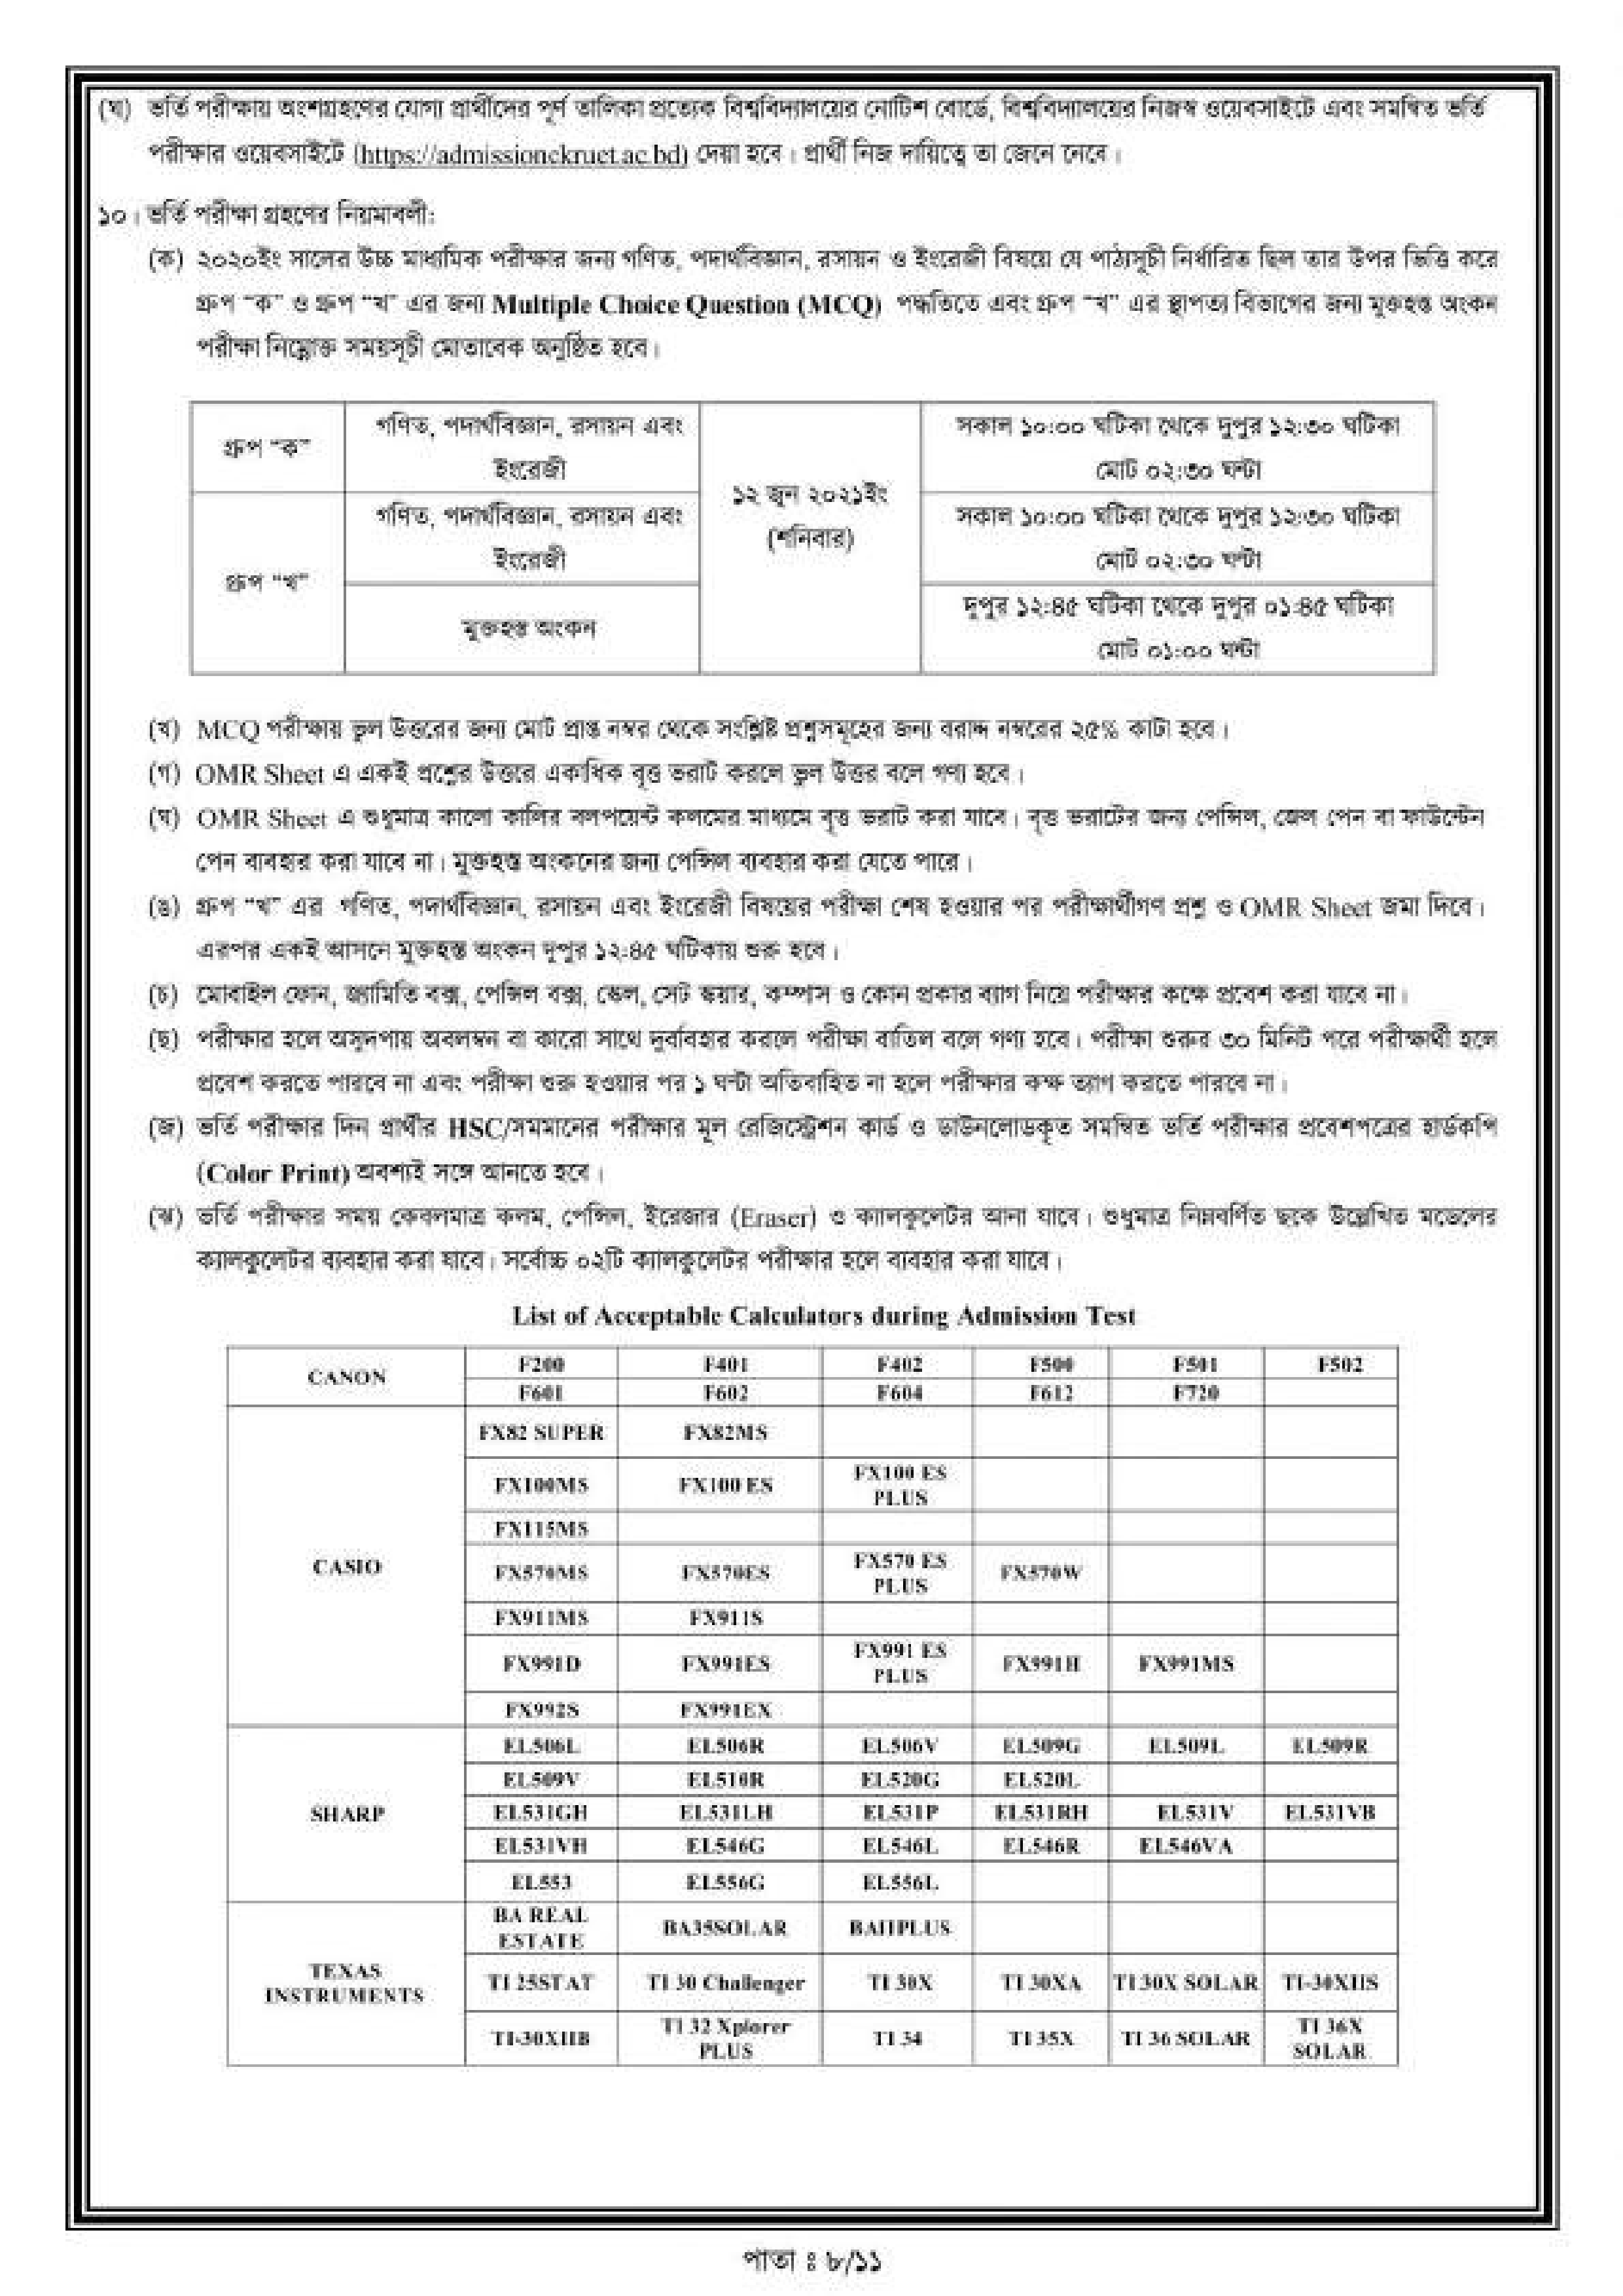 (ঘ) ভর্তি পরীক্ষায় অংশগ্রহণের যোগ্য প্রার্থীদের পূর্ণ তালিকা প্রত্যেক বিশ্ববিদ্যালয়ের নোটিশ বোর্ডে, বিশ্ববিদ্যালয়ের নিজস্ব ওয়েবসাইটে এবং সমন্বিত ভর্তি
পরীক্ষার ওয়েবসাইটে (https://admissionckruet.ac.bd) দেয়া হবে। প্রার্থী নিজ দায়িত্বে তা জেনে নেবে।
১০। ভর্তি পরীক্ষা গ্রহণের নিয়মাবলী:
(ক) ২০২০ইং সালের উচ্চ মাধ্যমিক পরীক্ষার জন্য গণিত, পদার্থবিজ্ঞান, রসায়ন ও ইংরেজী বিষয়ে যে পাঠ্যসূচী নির্ধারিত ছিল তার উপর ভিত্তি করে
গ্রুপ “ক” ও গ্রুপ “খ” এর জন্য Multiple Choice Question (MCQ) পদ্ধতিতে এবং গ্রুপ “খ” এর স্থাপত্য বিভাগের জন্য মুক্তহস্ত অংকন
পরীক্ষা নিম্নোক্ত সময়সূচী মোতাবেক অনুষ্ঠিত হবে।
গ্রুপ “ক”
গণিত, পদার্থবিজ্ঞান, রসায়ন এবং
ইংরেজী
১২ জুন ২০২১ইং
(শনিবার)
সকাল ১০:০০ ঘটিকা থেকে দুপুর ১২:৩০ ঘটিকা
মোট ০২:৩০ ঘন্টা
গ্রুপ “খ”
গণিত, পদার্থবিজ্ঞান, রসায়ন এবং
ইংরেজী
সকাল ১০:০০ ঘটিকা থেকে দুপুর ১২:৩০ ঘটিকা
মোট ০২:৩০ ঘন্টা
মুক্তহস্ত অংকন
দুপুর ১২:৪৫ ঘটিকা থেকে দুপুর ০১:৪৫ ঘটিকা
মোট ০১:০০ ঘন্টা
(খ) MCQ পরীক্ষায় ভুল উত্তরের জন্য মোট প্রাপ্ত নম্বর থেকে সংশ্লিষ্ট প্রশ্নসমূহের জন্য বরাদ্দ নম্বরের ২৫% কাটা হবে।
(গ) OMR Sheet এ একই প্রশ্নের উত্তরে একাধিক বৃত্ত ভরাট করলে ভুল উত্তর বলে গণ্য হবে।
(ঘ) OMR Sheet এ শুধুমাত্র কালো কালির বলপয়েন্ট কলমের মাধ্যমে বৃত্ত ভরাট করা যাবে। বৃত্ত ভরাটের জন্য পেন্সিল, জেল পেন বা ফাউন্টেন
পেন ব্যবহার করা যাবে না। মুক্তহস্ত অংকনের জন্য পেন্সিল ব্যবহার করা যেতে পারে।
(ঙ) গ্রুপ “খ” এর গণিত, পদার্থবিজ্ঞান, রসায়ন এবং ইংরেজী বিষয়ের পরীক্ষা শেষ হওয়ার পর পরীক্ষার্থীগণ প্রশ্ন ও OMR Sheet জমা দিবে।
এরপর একই আসনে মুক্তহস্ত অংকন দুপুর ১২:৪৫ ঘটিকায় শুরু হবে।
(চ) মোবাইল ফোন, জ্যামিতি বক্স, পেন্সিল বক্স, স্কেল, সেট স্কয়ার, কম্পাস ও কোন প্রকার ব্যাগ নিয়ে পরীক্ষার কক্ষে প্রবেশ করা যাবে না।
(ছ) পরীক্ষার হলে অসুদপায় অবলম্বন বা কারো সাথে দুর্ব্যবহার করলে পরীক্ষা বাতিল বলে গণ্য হবে। পরীক্ষা শুরুর ৩০ মিনিট পরে পরীক্ষার্থী হলে
প্রবেশ করতে পারবে না এবং পরীক্ষা শুরু হওয়ার পর ১ ঘন্টা অতিবাহিত না হলে পরীক্ষার কক্ষ ত্যাগ করতে পারবে না।
(জ) ভর্তি পরীক্ষার দিন প্রার্থীর HSC/সমমানের পরীক্ষার মূল রেজিস্ট্রেশন কার্ড ও ডাউনলোডকৃত সমন্বিত ভর্তি পরীক্ষার প্রবেশপত্রের হার্ডকপি
(Color Print) অবশ্যই সঙ্গে আনতে হবে।
(ঝ) ভর্তি পরীক্ষার সময় কেবলমাত্র কলম, পেন্সিল, ইরেজার (Eraser) ও ক্যালকুলেটর আনা যাবে। শুধুমাত্র নিম্নবর্ণিত ছকে উল্লেখিত মডেলের
ক্যালকুলেটর ব্যবহার করা যাবে। সর্বোচ্চ ০২টি ক্যালকুলেটর পরীক্ষার হলে ব্যবহার করা যাবে।
List of Acceptable Calculators during Admission Test
CANON
F200 F401 F402 F500 F501 F502
F601 F602 F604 F612 F720
CASIO
FX82 SUPER FX82MS
FX100MS FX100 ES FX100 ES PLUS
FX115MS
FX570MS FX570ES FX570 ES PLUS FX570W
FX911MS FX911S
FX991D FX991ES FX991 ES PLUS FX991H FX991MS
FX992S FX991EX
SHARP
EL506L EL506R EL506V EL509G EL509L EL509R
EL509V EL510R EL520G EL520L
EL531GH EL531LH EL531P EL531RH EL531V EL531VB
EL531VH EL546G EL546L EL546R EL546VA
EL553 EL556G EL556L
TEXAS
INSTRUMENTS
BA REAL ESTATE BA35SOLAR BAIIPLUS
TI 25STAT TI 30 Challenger TI 30X TI 30XA TI 30X SOLAR TI-30XIIS
TI-30XIIB TI 32 Xplorer PLUS TI 34 TI 35X TI 36 SOLAR TI 36X SOLAR
পাতা ঃ ৮/১১